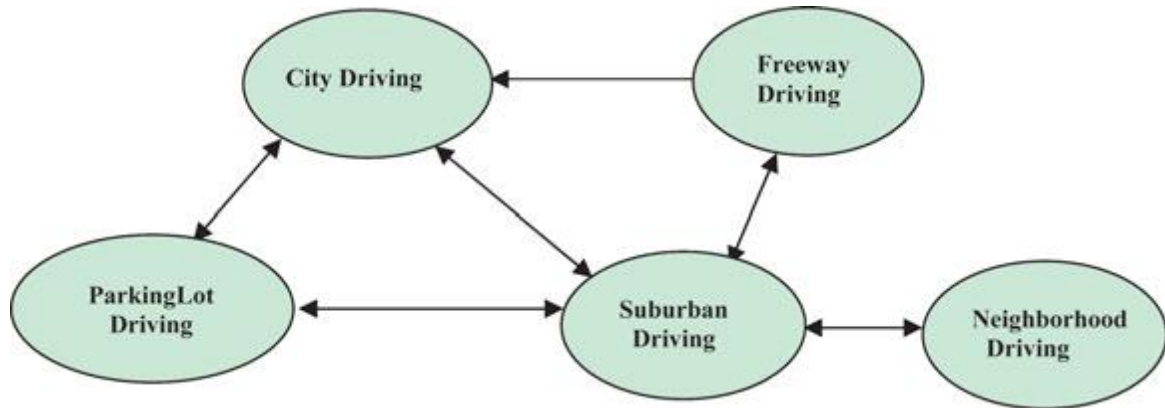 City Driving
Freeway
Driving
ParkingLot
Driving
Suburban
Driving
Neighborhood
Driving